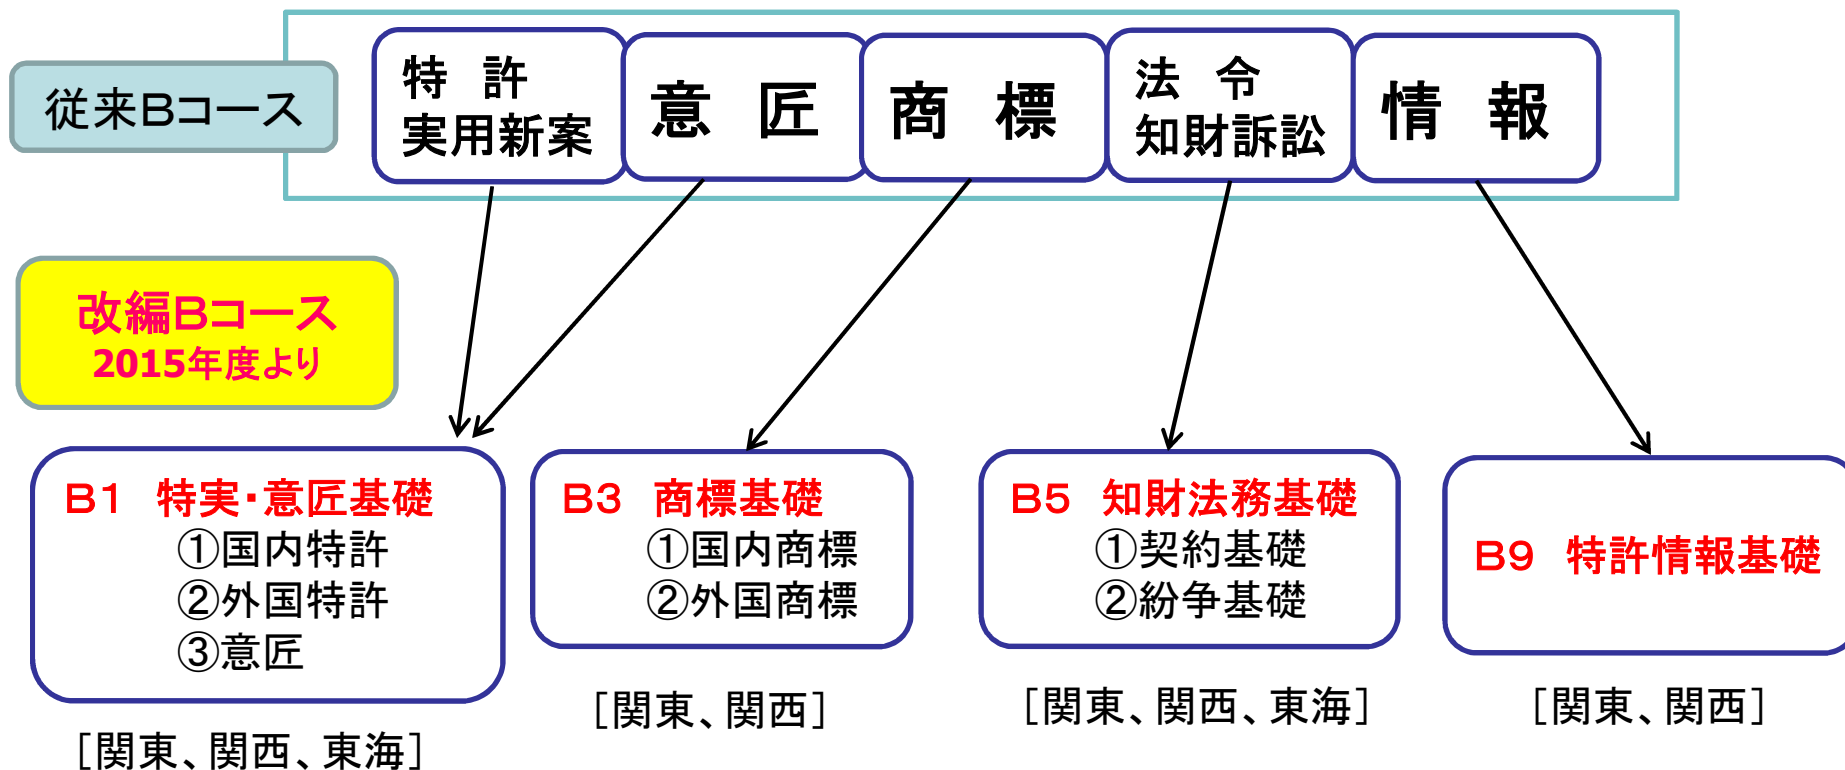 従来Bコース
特　許
実用新案
意　匠
商　標
法　令
知財訴訟
情　報
改編Bコース
2015年度より
B1　特実・意匠基礎
①国内特許
②外国特許
③意匠
[関東、関西、東海]
B3　商標基礎
①国内商標
②外国商標
[関東、関西]
B5　知財法務基礎
①契約基礎
②紛争基礎
[関東、関西、東海]
B9　特許情報基礎
[関東、関西]